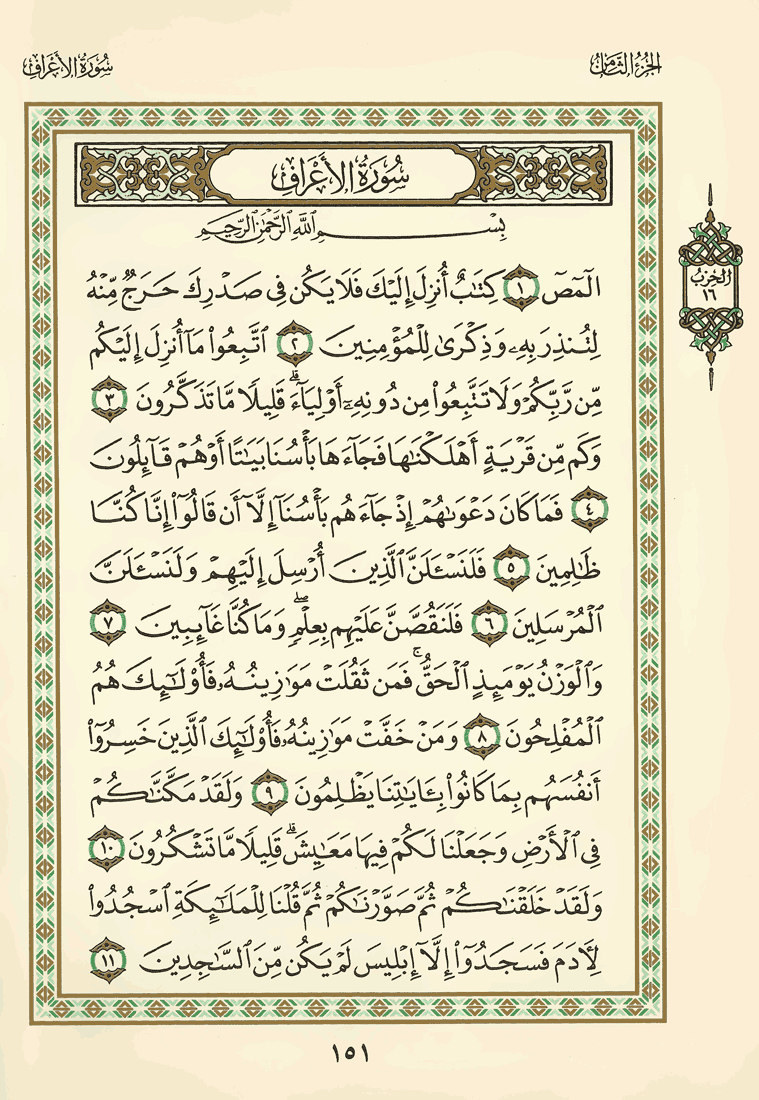 الجزء الثامن
سورة الأعراف
سُورَةُ الأَعْرَافِ
بِسْمِ ٱللَّهِ ٱلرَّحْمَٰنِ ٱلرَّحِيمِ
الٓمٓصٓ ١ كِتَٰبٌ أُنزِلَ إِلَيْكَ فَلَا يَكُن فِى صَدْرِكَ حَرَجٌ مِّنْهُ
لِتُنذِرَ بِهِۦ وَذِكْرَىٰ لِلْمُؤْمِنِينَ ٢ ٱتَّبِعُوا۟ مَآ أُنزِلَ إِلَيْكُم
مِّن رَّبِّكُمْ وَلَا تَتَّبِعُوا۟ مِن دُونِهِۦٓ أَوْلِيَآءَ ۗ قَلِيلًا مَّا تَذَكَّرُونَ ٣
وَكَم مِّن قَرْيَةٍ أَهْلَكْنَٰهَا فَجَآءَهَا بَأْسُنَا بَيَٰتًا أَوْ هُمْ قَآئِلُونَ
٤ فَمَا كَانَ دَعْوَىٰهُمْ إِذْ جَآءَهُم بَأْسُنَآ إِلَّآ أَن قَالُوٓا۟ إِنَّا كُنَّا
ظَٰلِمِينَ ٥ فَلَنَسْـَٔلَنَّ ٱلَّذِينَ أُرْسِلَ إِلَيْهِمْ وَلَنَسْـَٔلَنَّ
ٱلْمُرْسَلِينَ ٦ فَلَنَقُصَّنَّ عَلَيْهِم بِعِلْمٍ ۖ وَمَا كُنَّا غَآئِبِينَ ٧
وَٱلْوَزْنُ يَوْمَئِذٍ ٱلْحَقُّ ۚ فَمَن ثَقُلَتْ مَوَٰزِينُهُۥ فَأُو۟لَٰٓئِكَ هُمُ
ٱلْمُفْلِحُونَ ٨ وَمَنْ خَفَّتْ مَوَٰزِينُهُۥ فَأُو۟لَٰٓئِكَ ٱلَّذِينَ خَسِرُوٓا۟
أَنفُسَهُم بِمَا كَانُوا۟ بِـَٔايَٰتِنَا يَظْلِمُونَ ٩ وَلَقَدْ مَكَّنَّٰكُمْ
فِى ٱلْأَرْضِ وَجَعَلْنَا لَكُمْ فِيهَا مَعَٰيِشَ ۗ قَلِيلًا مَّا تَشْكُرُونَ ١٠
وَلَقَدْ خَلَقْنَٰكُمْ ثُمَّ صَوَّرْنَٰكُمْ ثُمَّ قُلْنَا لِلْمَلَٰٓئِكَةِ ٱسْجُدُوا۟
لِـَٔادَمَ فَسَجَدُوٓا۟ إِلَّآ إِبْلِيسَ لَمْ يَكُن مِّنَ ٱلسَّٰجِدِينَ ١١
الحزب
١٦
١٥١